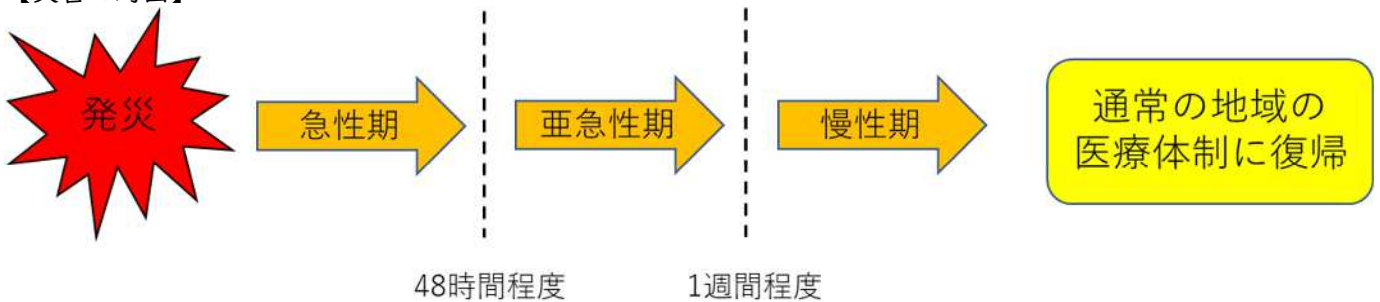 発災
急性期
亜急性期
慢性期
通常の地域の
医療体制に復帰
48時間程度
1週間程度